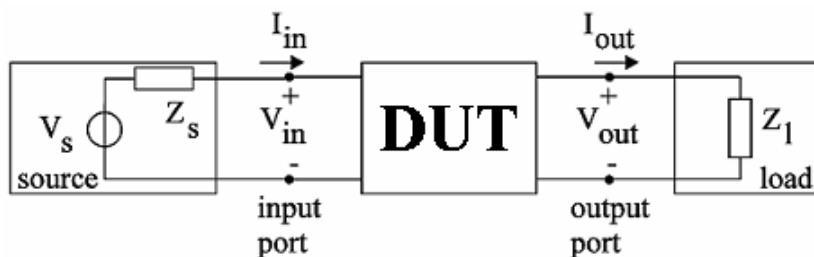 I_in
I_out
V_s
Z_s
+
V_in
-
DUT
+
V_out
-
Z_l
source
load
input
port
output
port